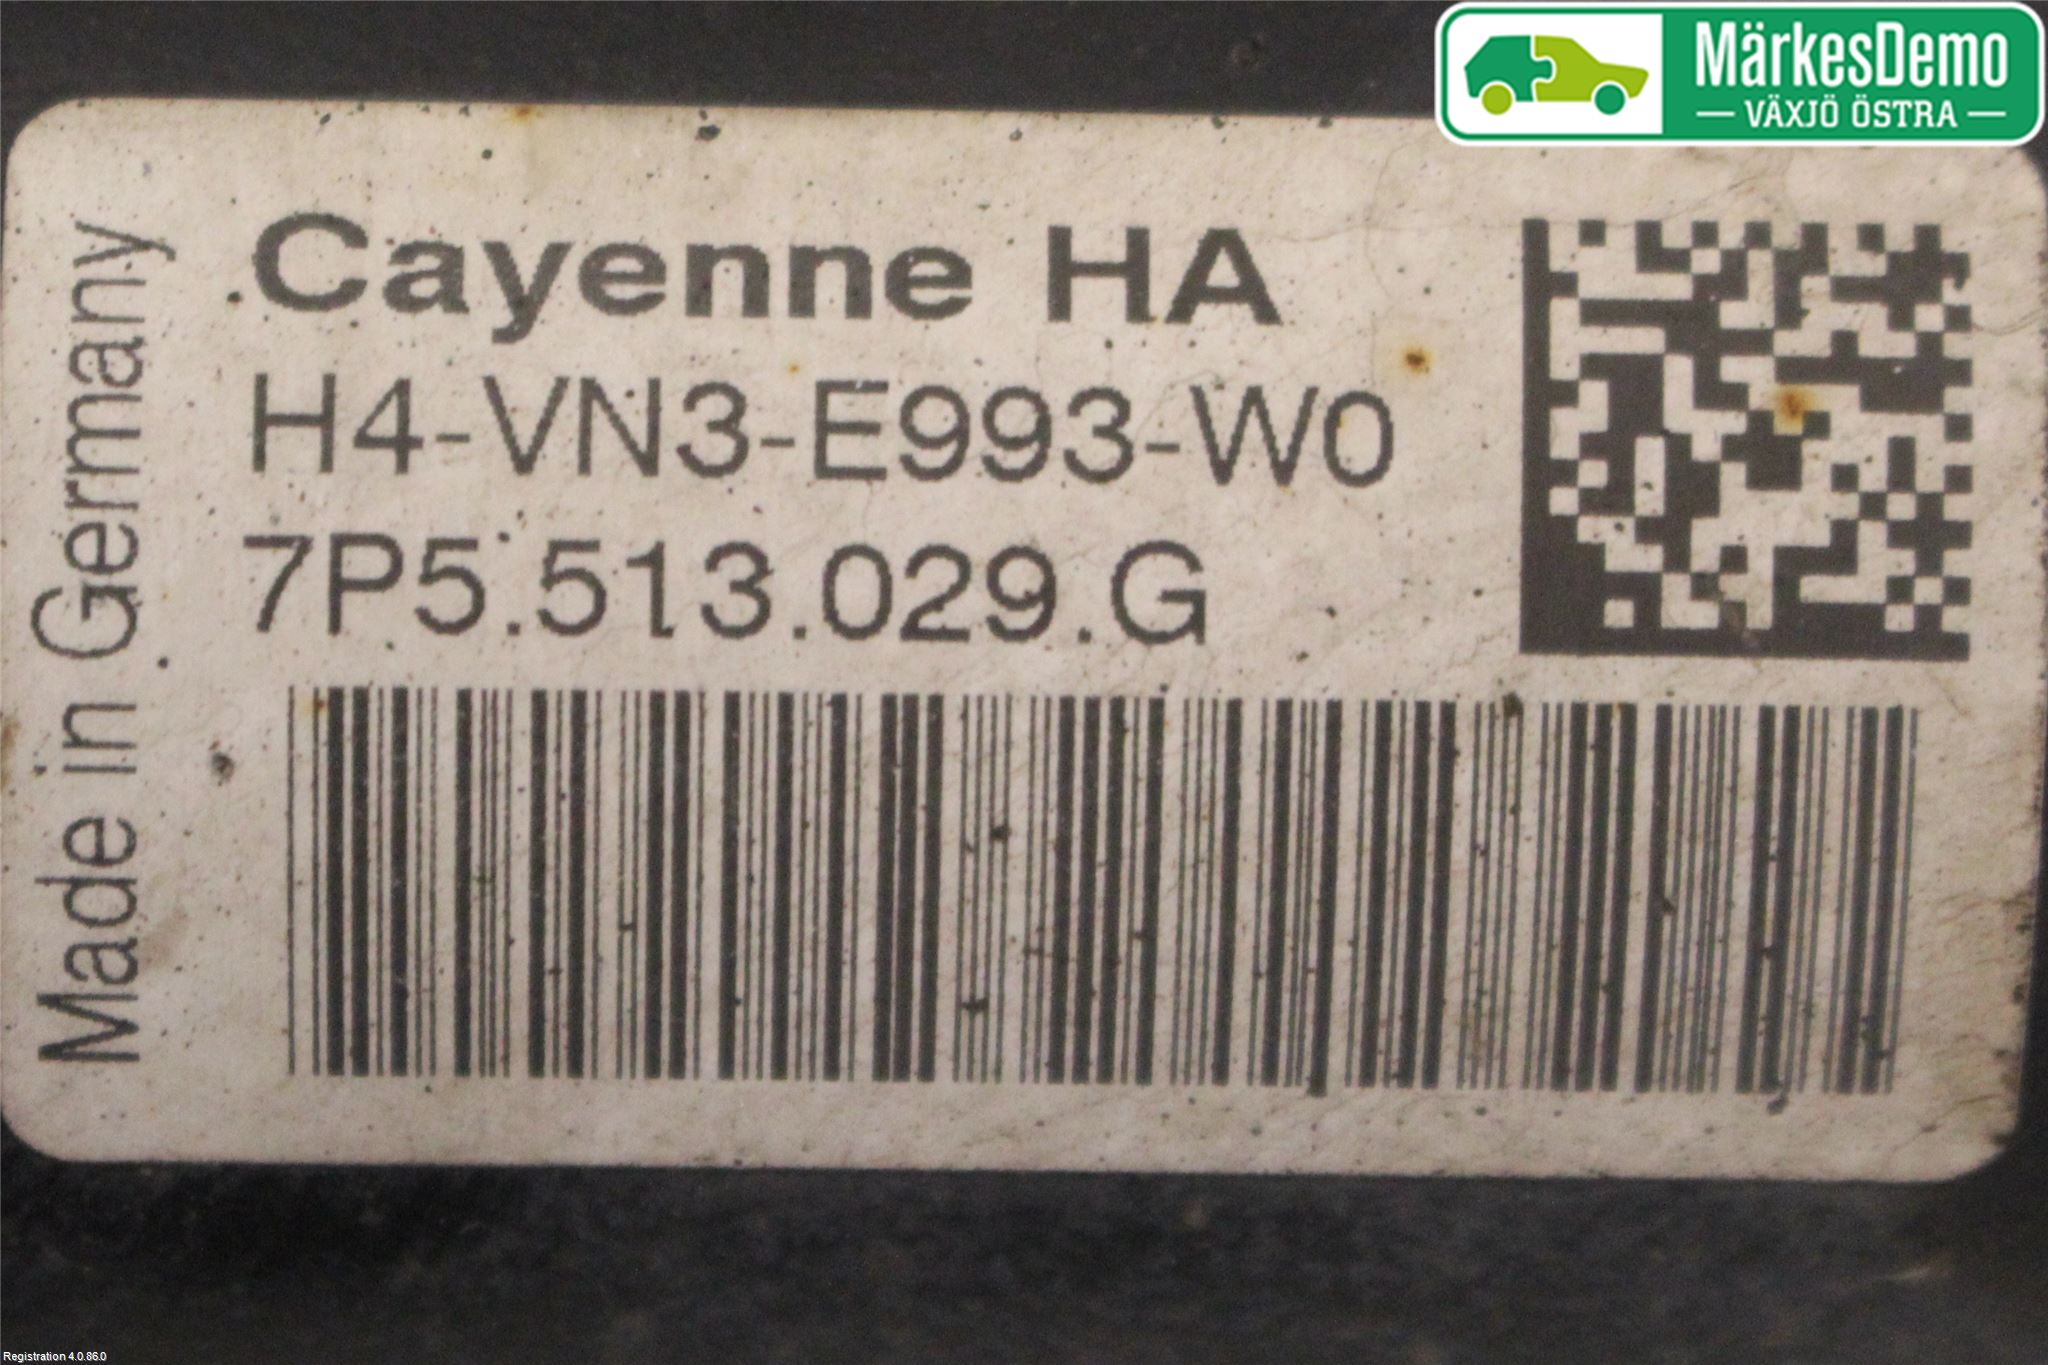 MärkesDemo
VÄXJÖ ÖSTRA
Made in Germany
Cayenne HA
H4-VN3-E993-W0
7P5.513.029.G
Registration 4.0.86.0